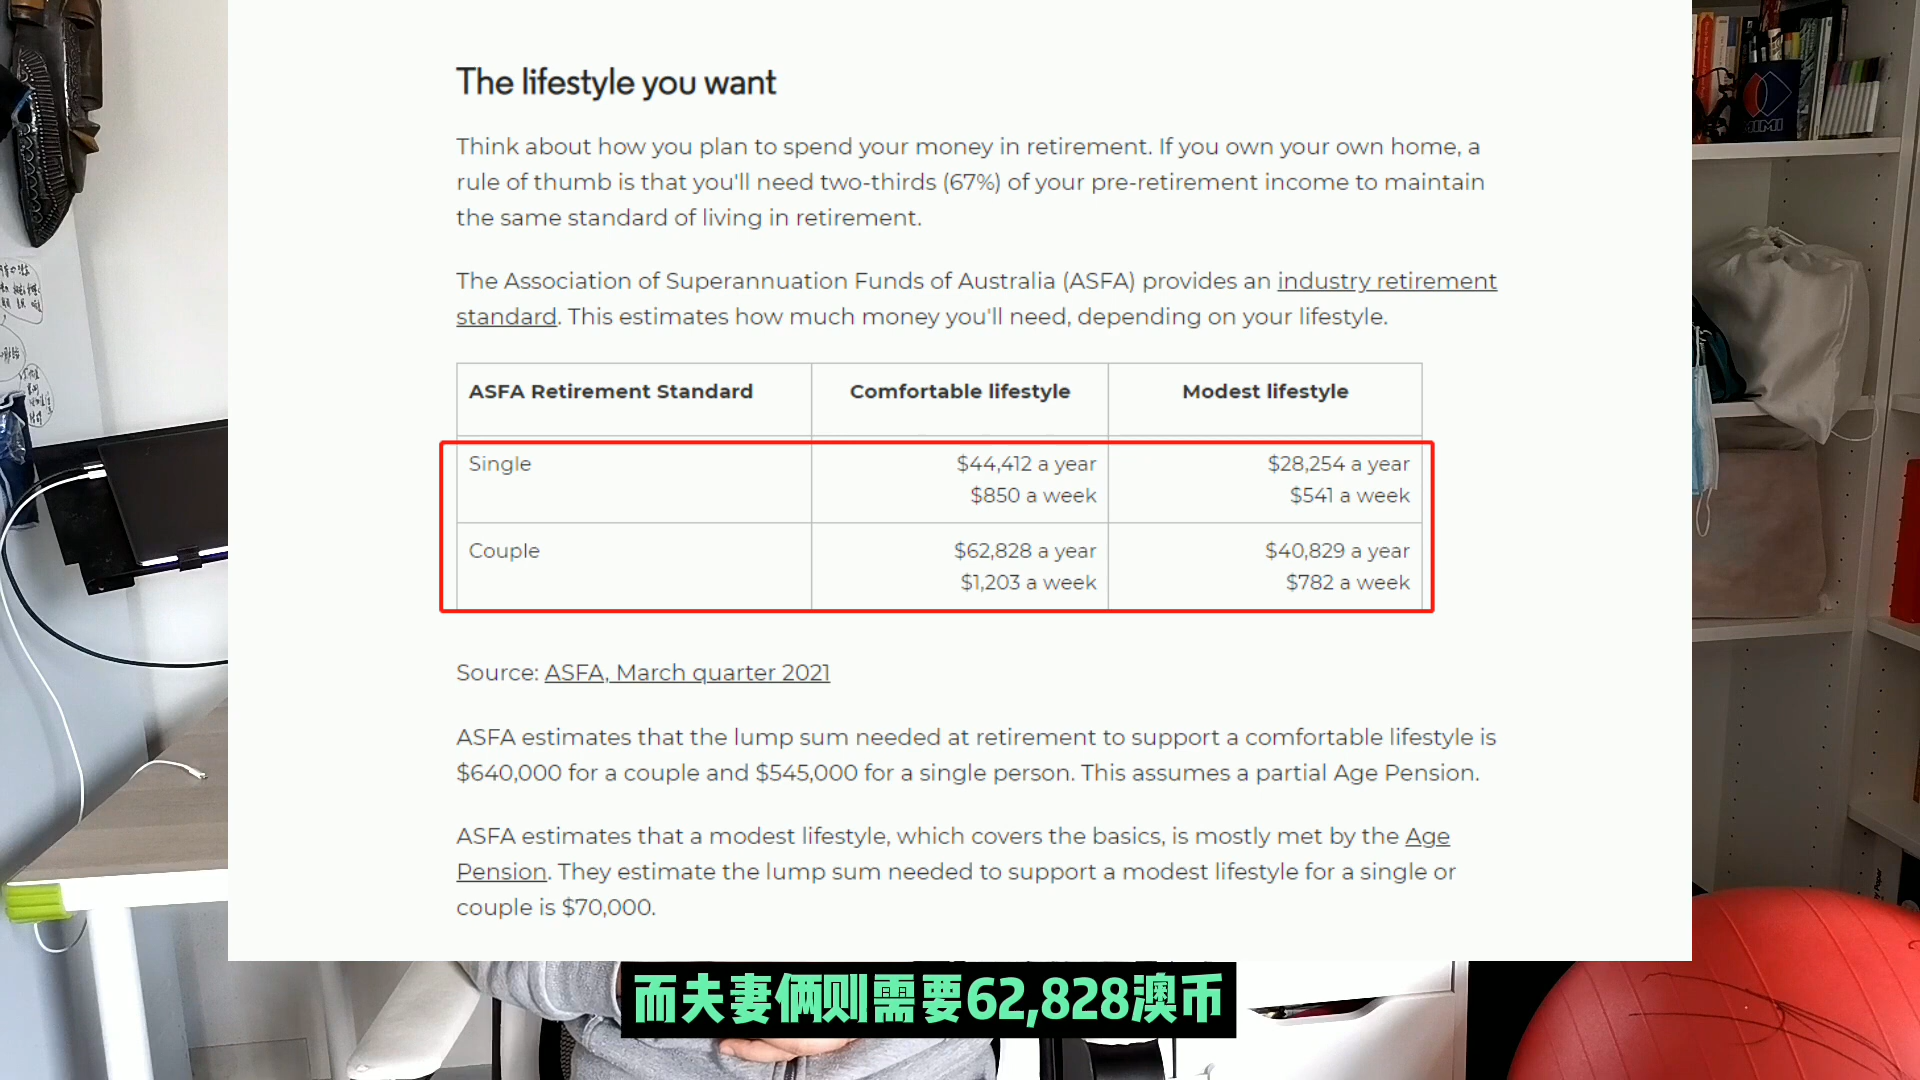 The lifestyle you want
Think about how you plan to spend your money in retirement. If you own your own home, a
rule of thumb is that you'll need two-thirds (67%) of your pre-retirement income to maintain
the same standard of living in retirement.
The Association of Superannuation Funds of Australia (ASFA) provides an industry retirement
standard. This estimates how much money you'll need, depending on your lifestyle.
ASFA Retirement Standard Comfortable lifestyle Modest lifestyle
Single $44,412 a year $28,254 a year
$850 a week $541 a week
Couple $62,828 a year $40,829 a year
$1,203 a week $782 a week
Source: ASFA, March quarter 2021
ASFA estimates that the lump sum needed at retirement to support a comfortable lifestyle is
$640,000 for a couple and $545,000 for a single person. This assumes a partial Age Pension.
ASFA estimates that a modest lifestyle, which covers the basics, is mostly met by the Age
Pension. They estimate the lump sum needed to support a modest lifestyle for a single or
couple is $70,000.
而夫妻俩则需要62,828澳币
MIMI